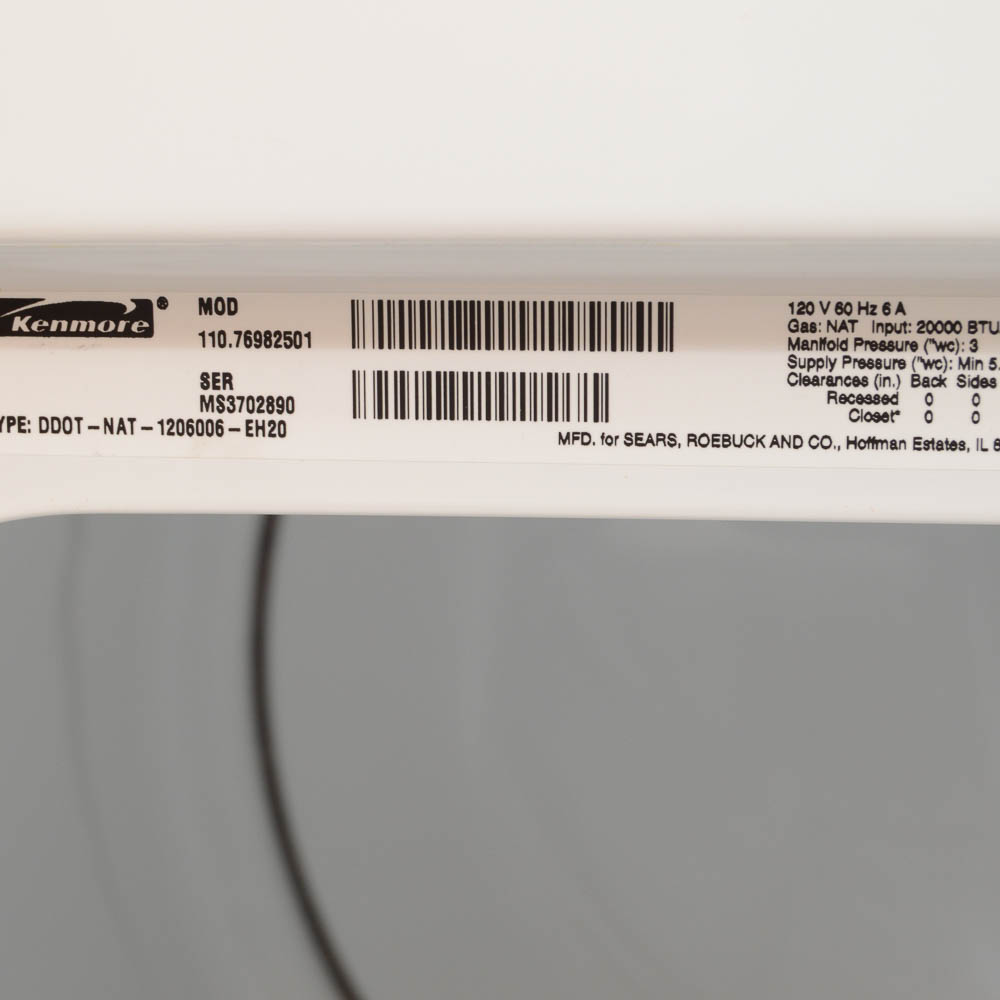 Kenmore®
MOD
110.76982501
SER
MS3702890
YPE: DDOT-NAT-1206006-EH20
120 V 60 Hz 6 A
Gas: NAT Input: 20000 BTU
Manifold Pressure ("wc): 3
Supply Pressure ("wc): Min 5.
Clearances (in.) Back Sides
Recessed 0 0
Closet* 0 0
MFD. for SEARS, ROEBUCK AND CO., Hoffman Estates, IL